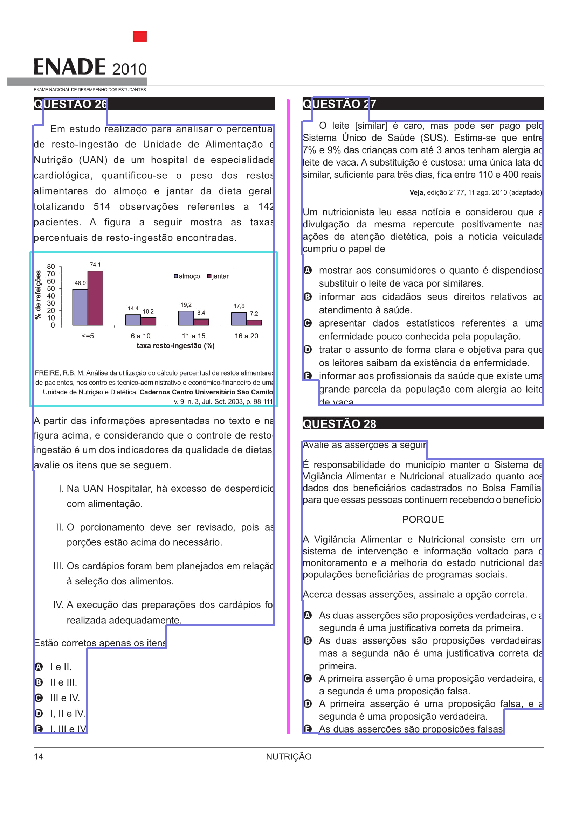 ENADE 2010
EXAME NACIONAL DE DESEMPENHO DOS ESTUDANTES
QUESTÃO 26
Em estudo realizado para analisar o percentual
de resto-ingestão de Unidade de Alimentação e
Nutrição (UAN) de um hospital de especialidade
cardiológica, quantificou-se o peso dos restos
alimentares do almoço e jantar da dieta geral,
totalizando 514 observações referentes a 142
pacientes. A figura a seguir mostra as taxas
percentuais de resto-ingestão encontradas.
% de refeições
80
70
60
50
40
30
20
10
0
48,0
74,1
14,4
10,2
19,2
8,4
17,5
7,2
almoço jantar
<=5 6 a 10 11 a 15 16 a 20
taxa resto-ingestão (%)
FREIRE, R.B. M. Análise da utilização do cálculo percentual de restos alimentares
de pacientes, nos controles técnico-administrativo e econômico-financeiro de uma
Unidade de Nutrição e Dietética. Cadernos Centro Universitário São Camilo,
v. 9, n. 3, Jul. Set. 2003, p. 98-111.
A partir das informações apresentadas no texto e na
figura acima, e considerando que o controle de resto-
ingestão é um dos indicadores da qualidade de dietas,
avalie os itens que se seguem.
I. Na UAN Hospitalar, há excesso de desperdício
com alimentação.
II. O porcionamento deve ser revisado, pois as
porções estão acima do necessário.
III. Os cardápios foram bem planejados em relação
à seleção dos alimentos.
IV. A execução das preparações dos cardápios foi
realizada adequadamente.
Estão corretos apenas os itens
A I e II.
B II e III.
C III e IV.
D I, II e IV.
E I, III e IV.
QUESTÃO 27
O leite [similar] é caro, mas pode ser pago pelo
Sistema Único de Saúde (SUS). Estima-se que entre
7% e 9% das crianças com até 3 anos tenham alergia ao
leite de vaca. A substituição é custosa: uma única lata do
similar, suficiente para três dias, fica entre 110 e 400 reais.
Veja, edição 2177, 11 ago. 2010 (adaptado).
Um nutricionista leu essa notícia e considerou que a
divulgação da mesma repercute positivamente nas
ações de atenção dietética, pois a notícia veiculada
cumpriu o papel de
A mostrar aos consumidores o quanto é dispendioso
substituir o leite de vaca por similares.
B informar aos cidadãos seus direitos relativos ao
atendimento à saúde.
C apresentar dados estatísticos referentes a uma
enfermidade pouco conhecida pela população.
D tratar o assunto de forma clara e objetiva para que
os leitores saibam da existência da enfermidade.
E informar aos profissionais da saúde que existe uma
grande parcela da população com alergia ao leite
de vaca.
QUESTÃO 28
Avalie as asserções a seguir.
É responsabilidade do município manter o Sistema de
Vigilância Alimentar e Nutricional atualizado quanto aos
dados dos beneficiários cadastrados no Bolsa Família,
para que essas pessoas continuem recebendo o benefício
PORQUE
A Vigilância Alimentar e Nutricional consiste em um
sistema de intervenção e informação voltado para o
monitoramento e a melhoria do estado nutricional das
populações beneficiárias de programas sociais.
Acerca dessas asserções, assinale a opção correta.
A As duas asserções são proposições verdadeiras, e a
segunda é uma justificativa correta da primeira.
B As duas asserções são proposições verdadeiras,
mas a segunda não é uma justificativa correta da
primeira.
C A primeira asserção é uma proposição verdadeira, e
a segunda é uma proposição falsa.
D A primeira asserção é uma proposição falsa, e a
segunda é uma proposição verdadeira.
E As duas asserções são proposições falsas.
14
NUTRIÇÃO